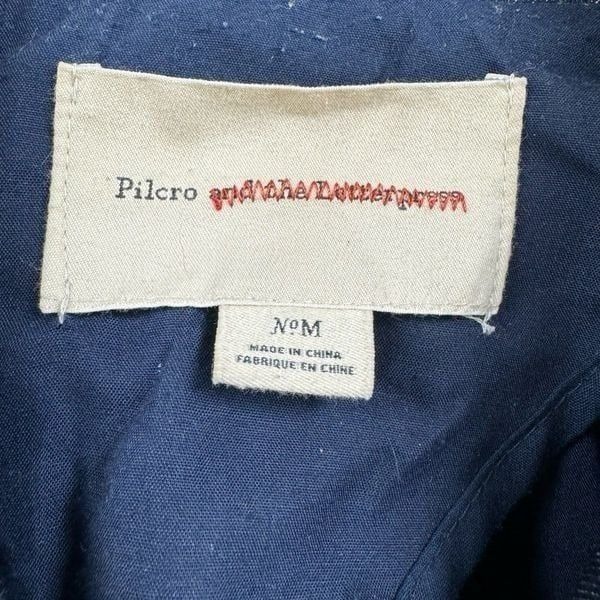 Pilcro and the Letterpress
NºM
MADE IN CHINA
FABRIQUE EN CHINE